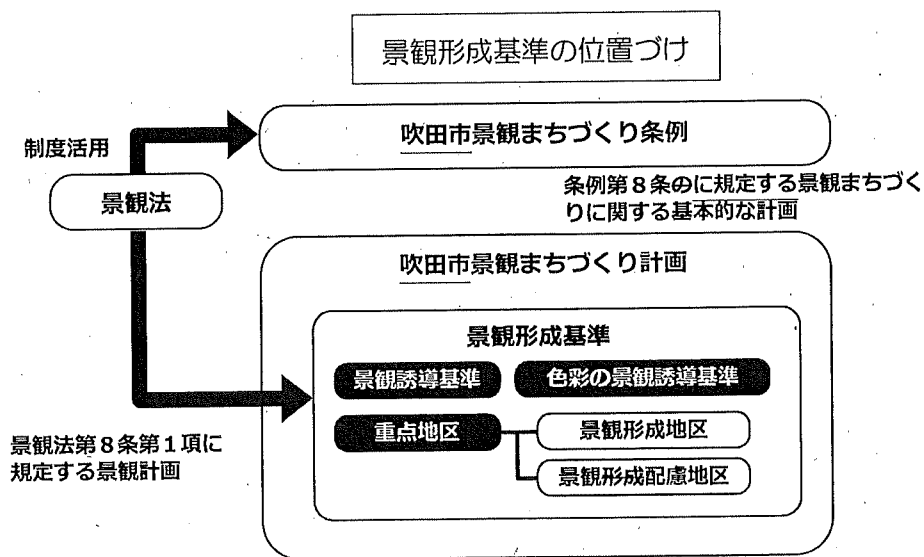 景観形成基準の位置づけ
制度活用
吹田市景観まちづくり条例
景観法
条例第8条のに規定する景観まちづく
りに関する基本的な計画
吹田市景観まちづくり計画
景観形成基準
景観誘導基準
色彩の景観誘導基準
重点地区
景観形成地区
景観形成配慮地区
景観法第8条第1項に
規定する景観計画